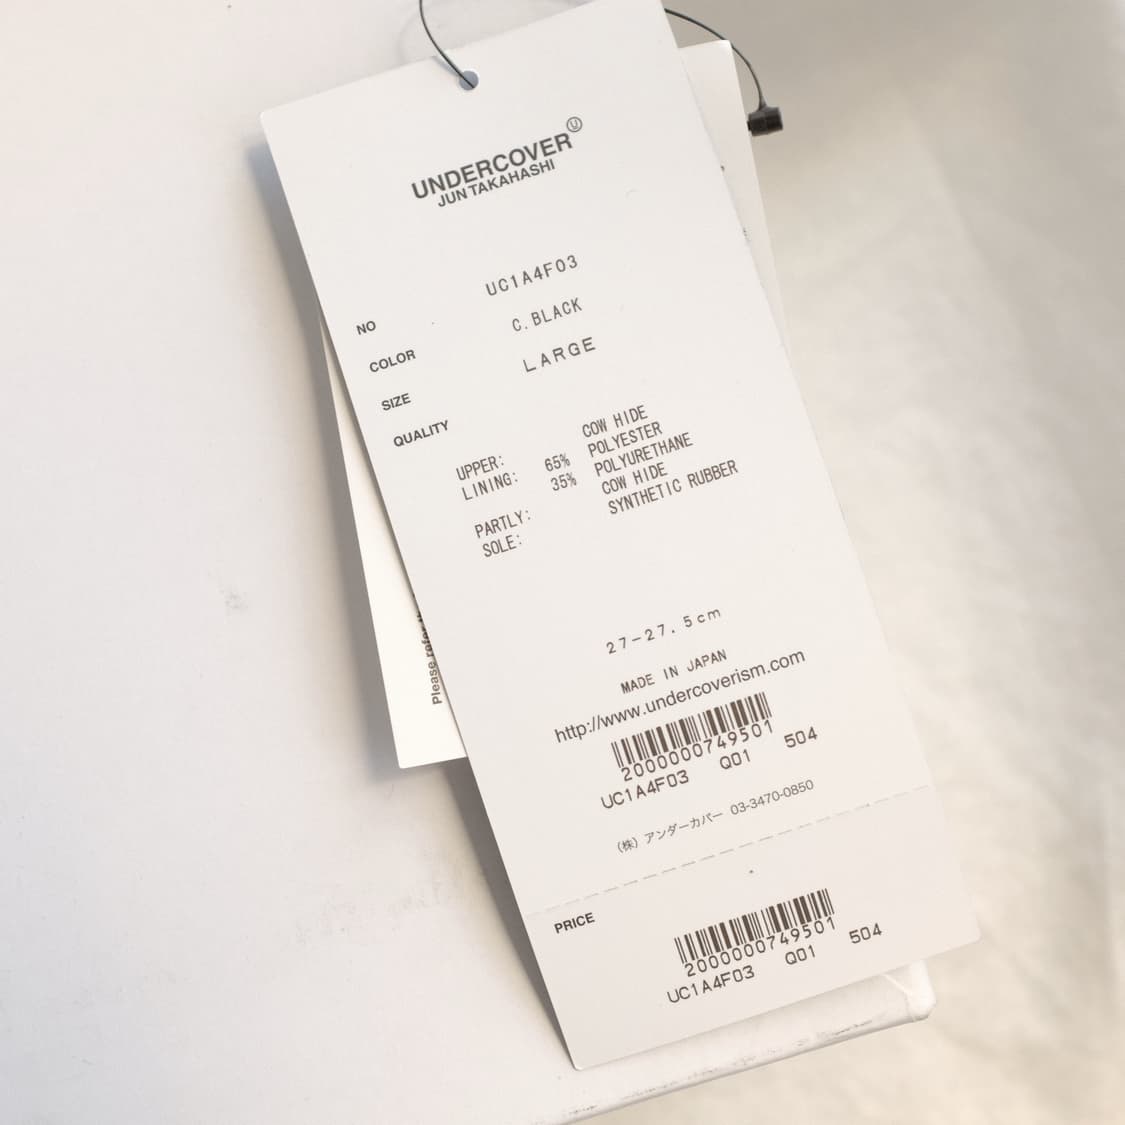 UNDERCOVER Ⓤ
JUN TAKAHASHI
NO UC1A4F03
COLOR C.BLACK
SIZE LARGE
QUALITY
UPPER: COW HIDE
LINING: 65% POLYESTER
35% POLYURETHANE
PARTLY: COW HIDE
SOLE: SYNTHETIC RUBBER
27-27.5cm
MADE IN JAPAN
http://www.undercoverism.com
2000000749501
UC1A4F03 Q01 504
(株) アンダーカバー 03-3470-0850
PRICE
2000000749501
UC1A4F03 Q01 504
Please refer